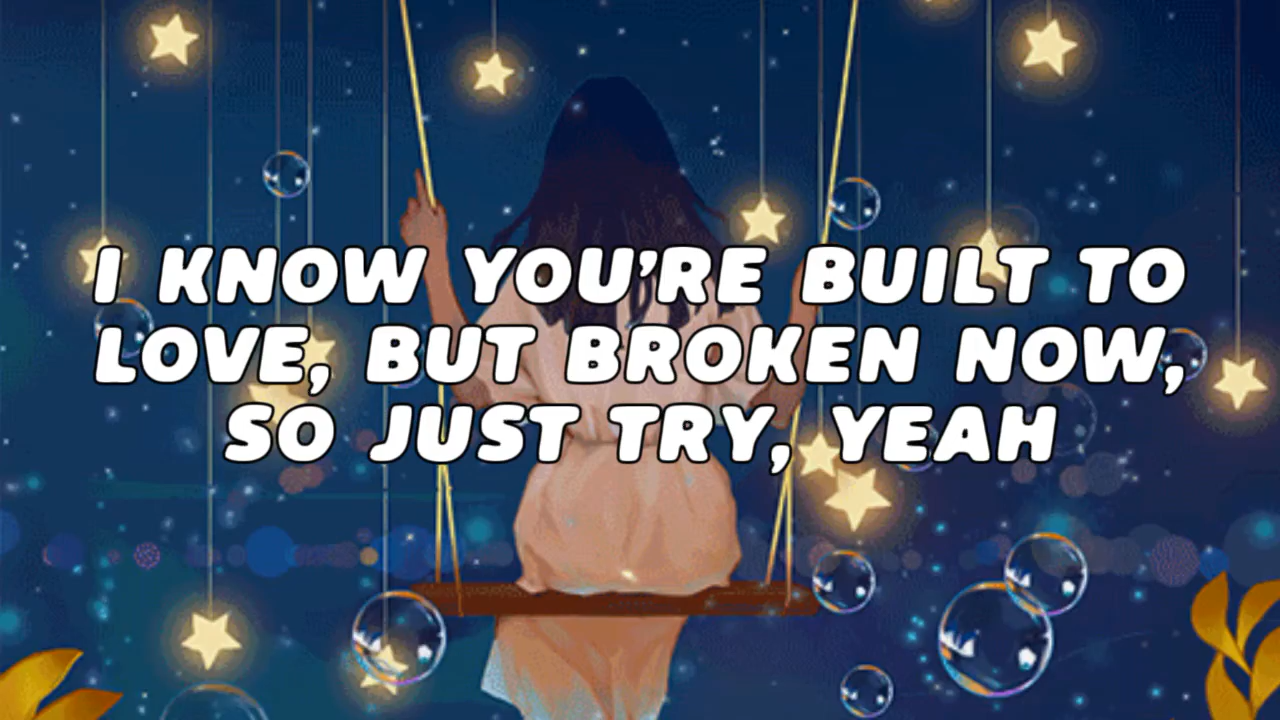 I KNOW YOU’RE BUILT TO
LOVE, BUT BROKEN NOW,
SO JUST TRY, YEAH